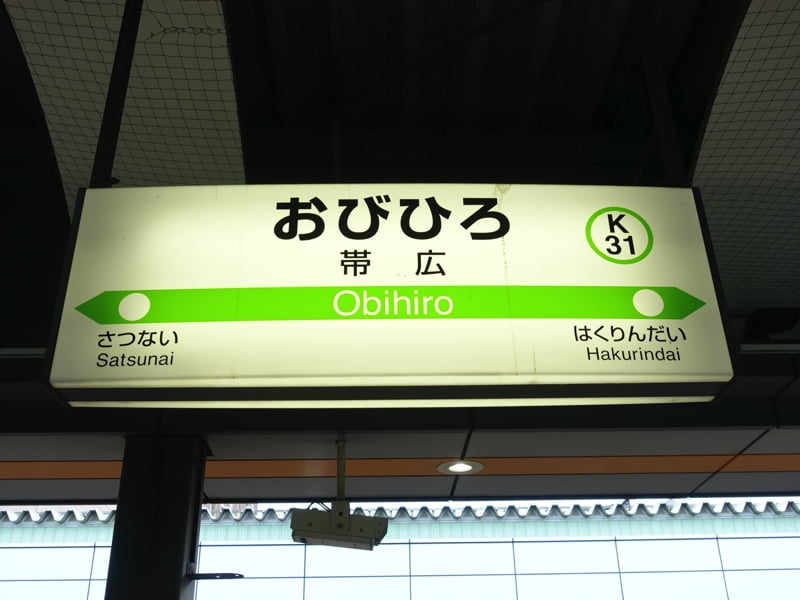 おびひろ
帯広
K
31
Obihiro
さつない
Satsunai
はくりんだい
Hakurindai